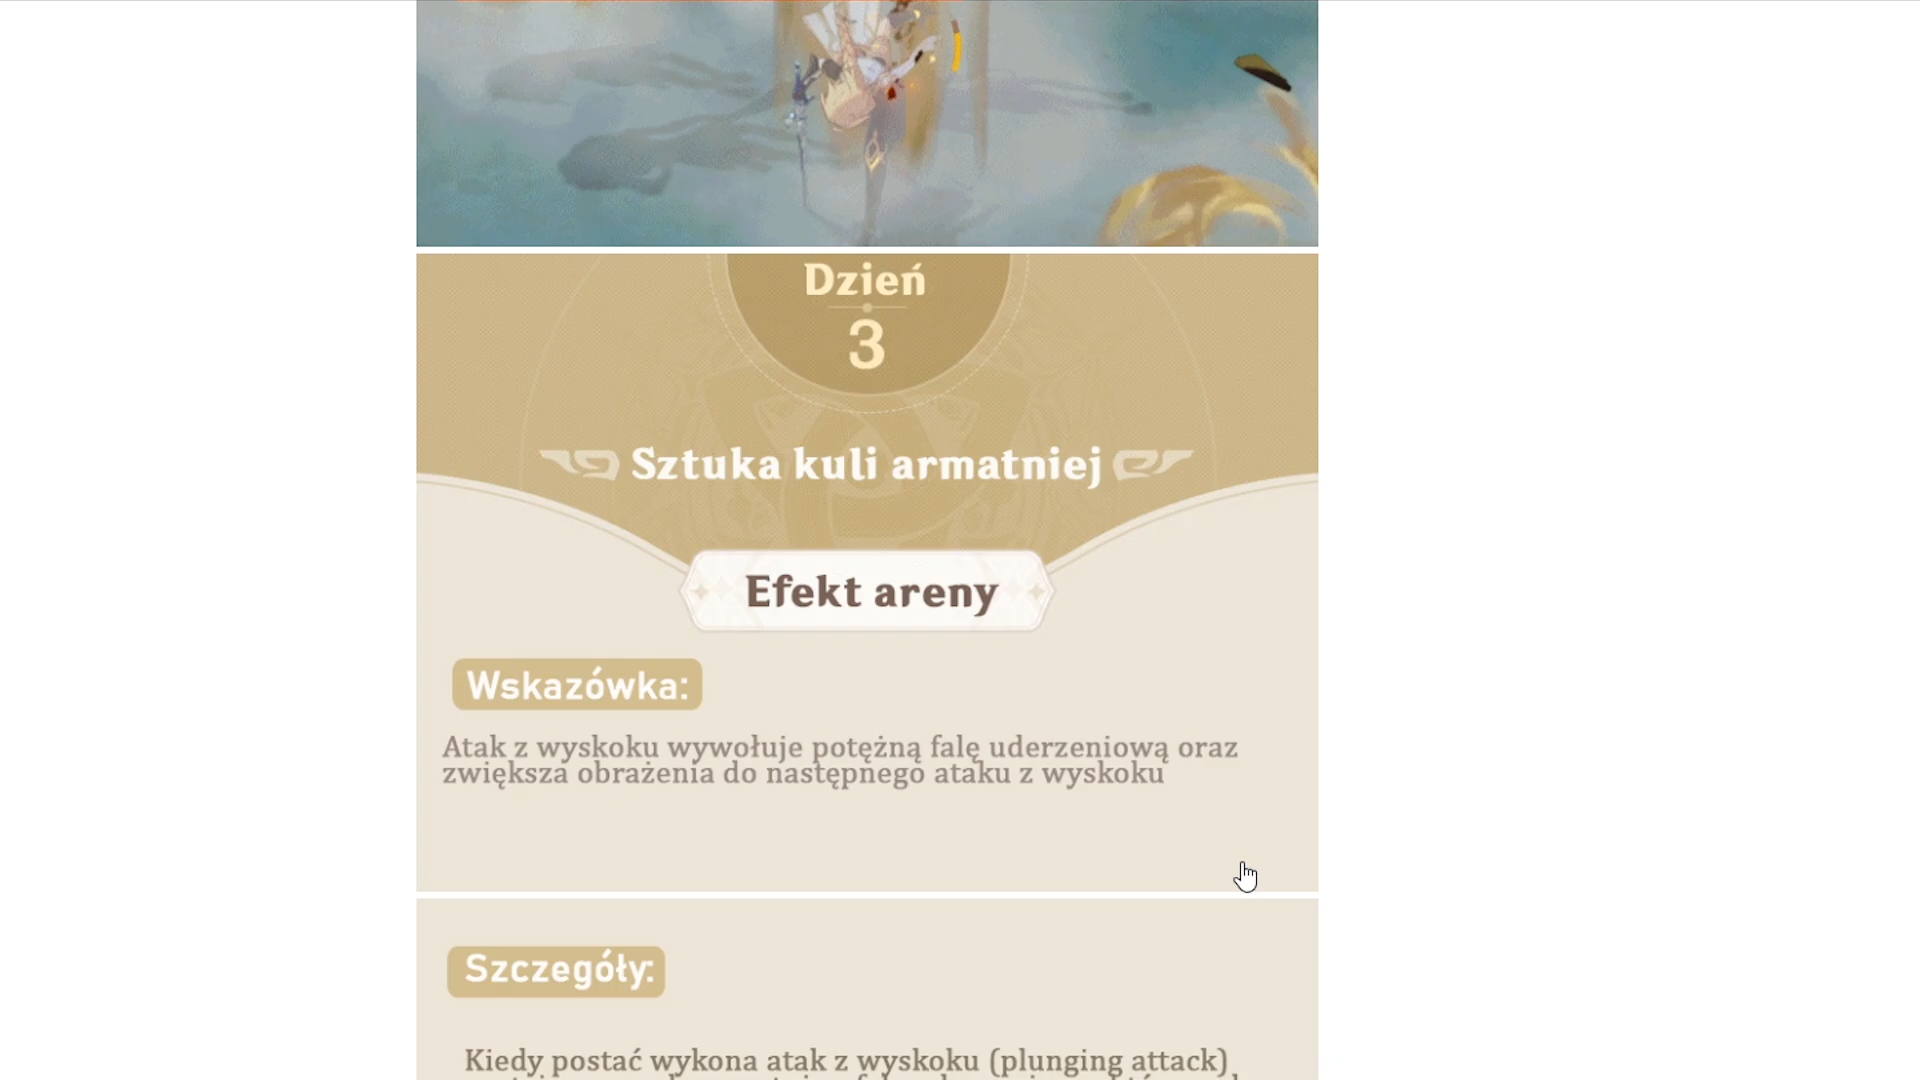 Dzień
3
Sztuka kuli armatniej
Efekt areny
Wskazówka:
Atak z wyskoku wywołuje potężną falę uderzeniową oraz
zwiększa obrażenia do następnego ataku z wyskoku
Szczegóły:
Kiedy postać wykona atak z wyskoku (plunging attack)